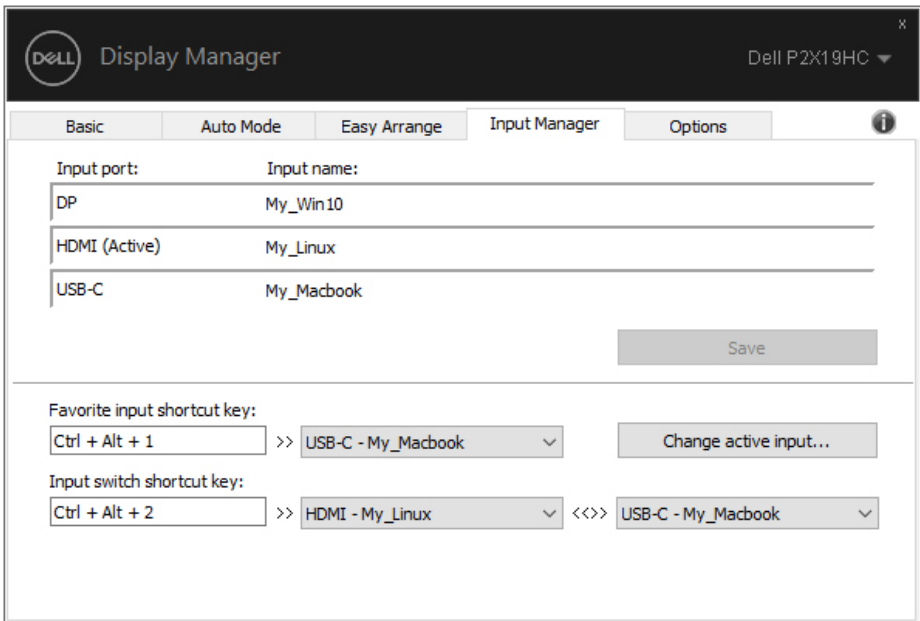 x
DELL Display Manager Dell P2X19HC
Basic Auto Mode Easy Arrange Input Manager Options i
Input port: Input name:
DP My_Win10
HDMI (Active) My_Linux
USB-C My_Macbook
Save
Favorite input shortcut key:
Ctrl + Alt + 1 >> USB-C - My_Macbook Change active input...
Input switch shortcut key:
Ctrl + Alt + 2 >> HDMI - My_Linux <<>> USB-C - My_Macbook